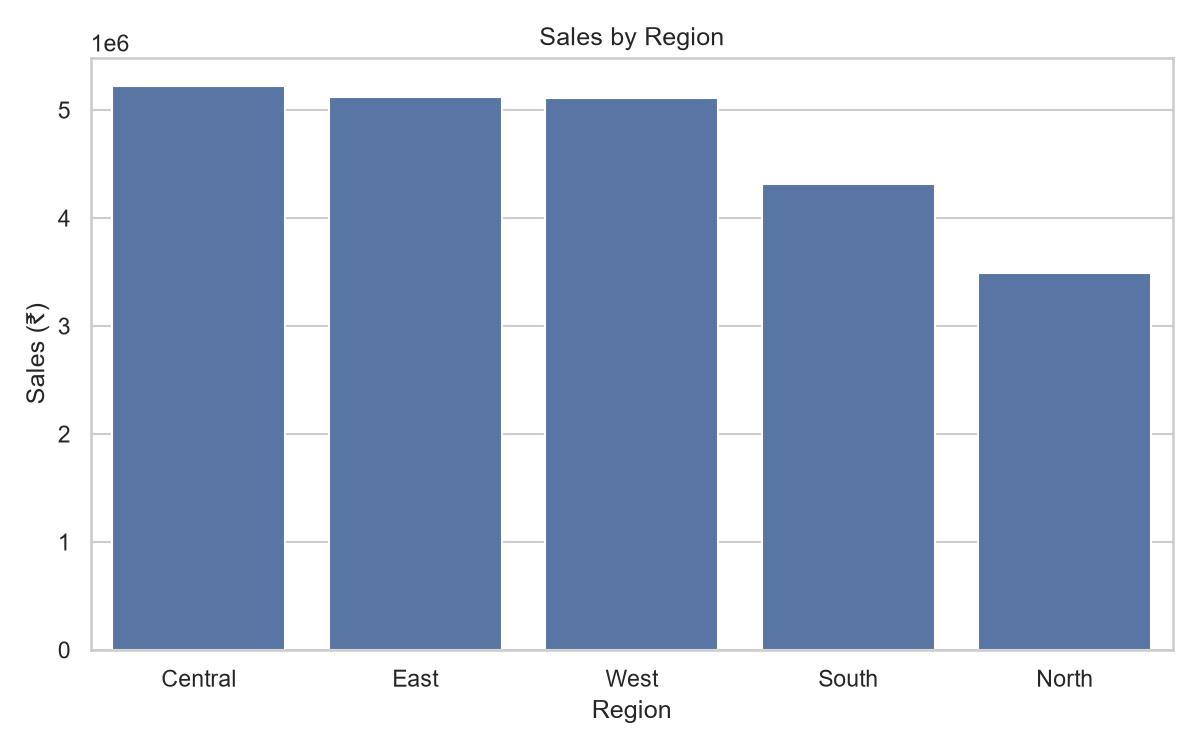 Sales by Region
1e6
5
4
3
2
1
0
Sales (₹)
Central
East
West
South
North
Region